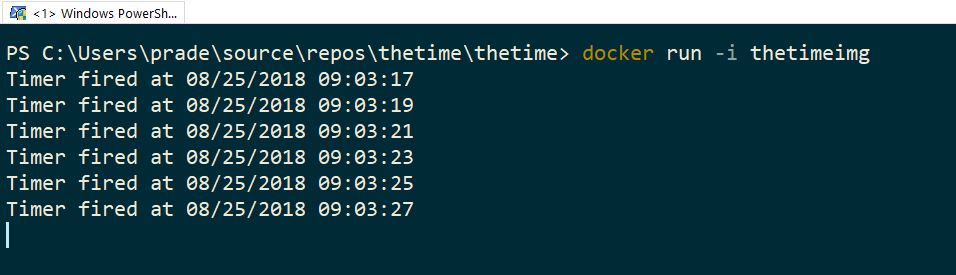 <1> Windows PowerSh...
PS C:\Users\prade\source\repos\thetime\thetime> docker run -i thetimeimg
Timer fired at 08/25/2018 09:03:17
Timer fired at 08/25/2018 09:03:19
Timer fired at 08/25/2018 09:03:21
Timer fired at 08/25/2018 09:03:23
Timer fired at 08/25/2018 09:03:25
Timer fired at 08/25/2018 09:03:27